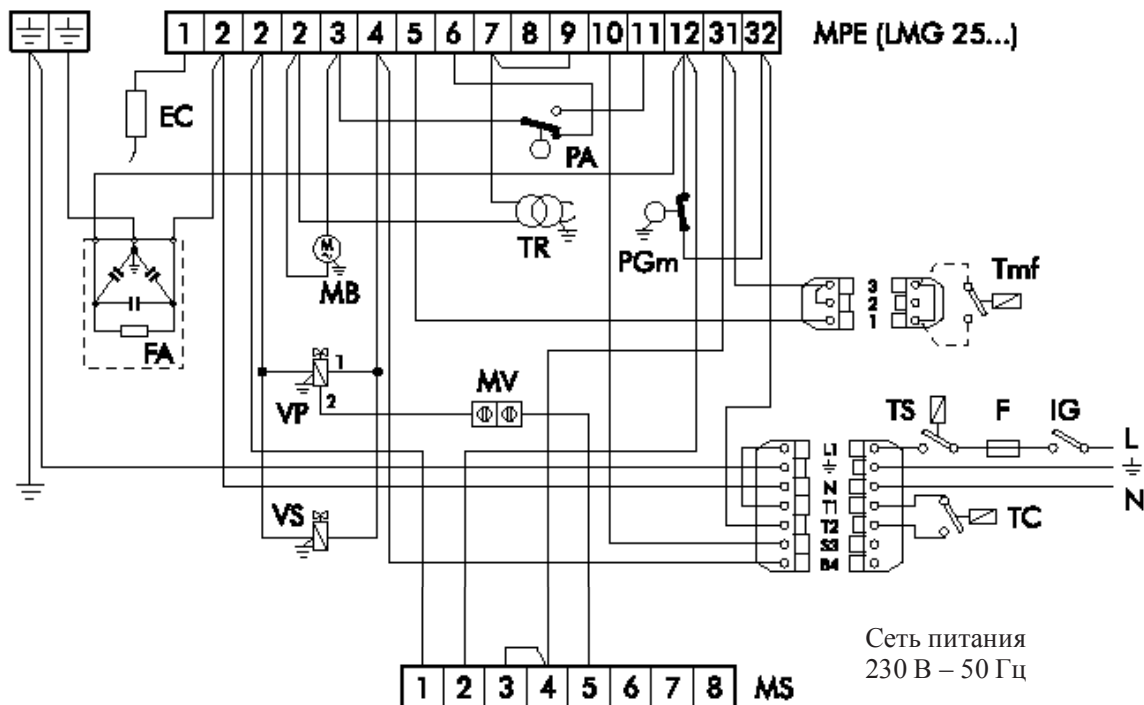 1 2 2 2 3 4 5 6 7 8 9 10 11 12 31 32 MPE (LMG 25...)
EC
PA
TR
PGm
MB
Tmf
3
2
1
FA
VP
1
2
MV
TS F IG
L
N
L1
N
T1
T2
S3
B4
TC
VS
Сеть питания
230 В – 50 Гц
1 2 3 4 5 6 7 8 MS